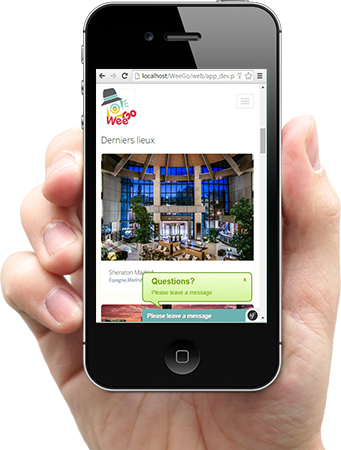 localhost/WeeGo/web/app_dev.p
WeeGo
Derniers lieux
Sheraton Madrid
Espagne,Madrid
Questions?
x
Please leave a message
Please leave a message